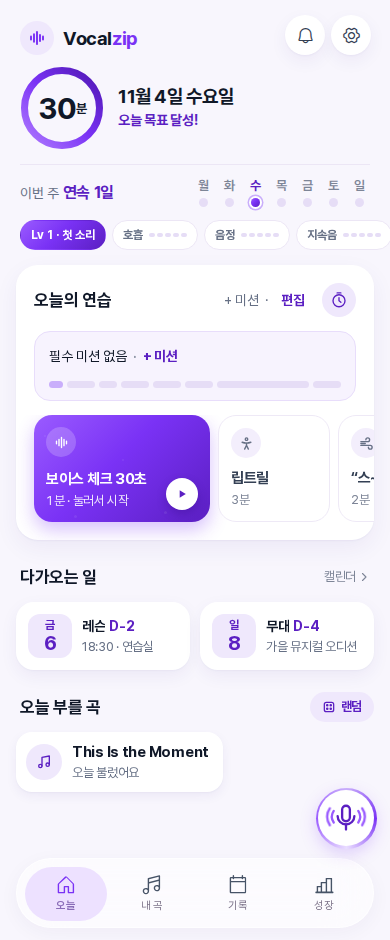 Vocalzip
30분
11월 4일 수요일
오늘 목표 달성!
이번 주 연속 1일
월 화 수 목 금 토 일
Lv 1 · 첫 소리
호흡
음정
지속음
오늘의 연습
+ 미션 · 편집
필수 미션 없음 · + 미션
보이스 체크 30초
1분 · 눌러서 시작
립트릴
3분
“스-
2분
다가오는 일
캘린더
금
6
레슨 D-2
18:30 · 연습실
일
8
무대 D-4
가을 뮤지컬 오디션
오늘 부를 곡
랜덤
This Is the Moment
오늘 불렀어요
오늘
내 곡
기록
성장